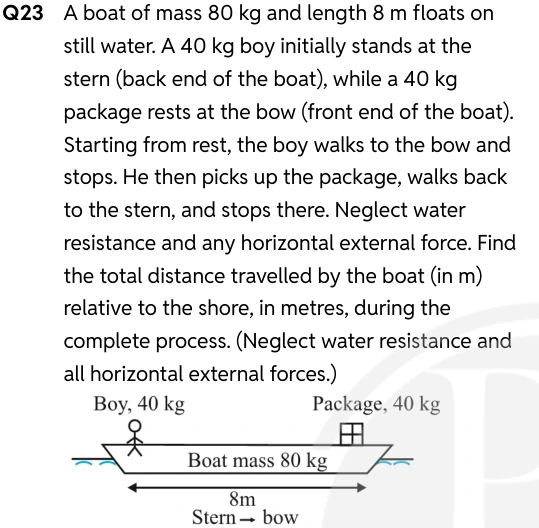 Q23 A boat of mass 80 kg and length 8 m floats on
still water. A 40 kg boy initially stands at the
stern (back end of the boat), while a 40 kg
package rests at the bow (front end of the boat).
Starting from rest, the boy walks to the bow and
stops. He then picks up the package, walks back
to the stern, and stops there. Neglect water
resistance and any horizontal external force. Find
the total distance travelled by the boat (in m)
relative to the shore, in metres, during the
complete process. (Neglect water resistance and
all horizontal external forces.)
Boy, 40 kg Package, 40 kg
Boat mass 80 kg
8m
Stern → bow